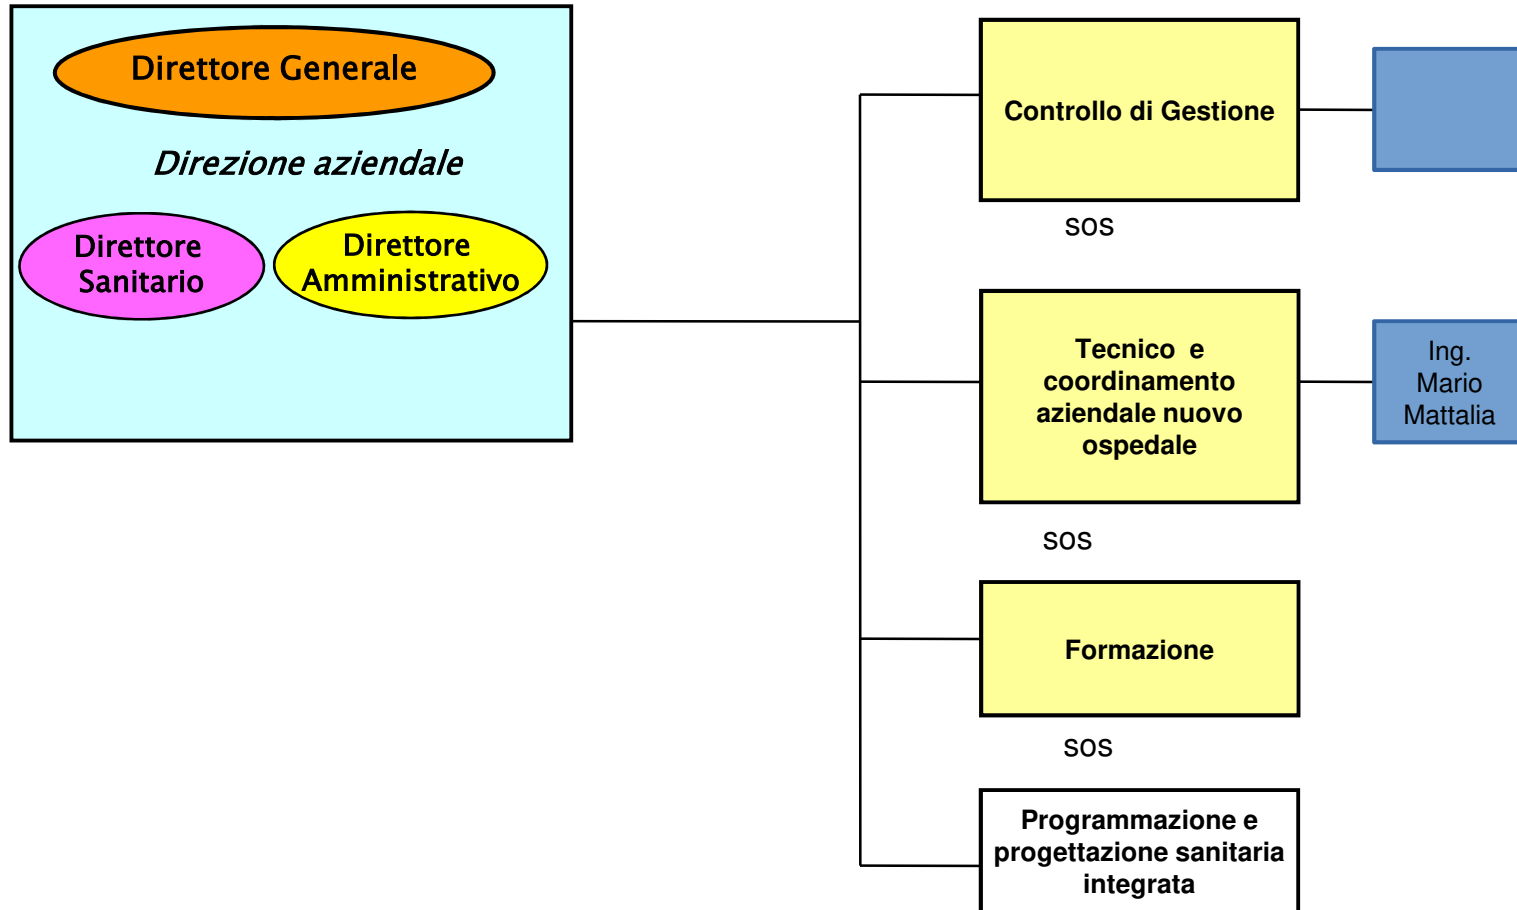 Direttore Generale
Direzione aziendale
Direttore
Sanitario
Direttore
Amministrativo
Controllo di Gestione
SOS
Tecnico e
coordinamento
aziendale nuovo
ospedale
Ing.
Mario
Mattalia
SOS
Formazione
SOS
Programmazione e
progettazione sanitaria
integrata